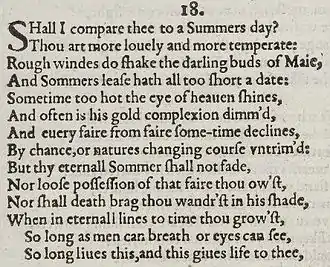 18.
SHall I compare thee to a Summers day?
Thou art more louely and more temperate:
Rough windes do ſhake the darling buds of Maie,
And Sommers leaſe hath all too ſhort a date:
Sometime too hot the eye of heauen ſhines,
And often is his gold complexion dimm'd,
And euery faire from faire ſome-time declines,
By chance, or natures changing courſe vntrim'd:
But thy eternall Sommer ſhall not fade,
Nor looſe poſſeſſion of that faire thou ow'ſt,
Nor ſhall death brag thou wandr'ſt in his ſhade,
When in eternall lines to time thou grow'ſt,
So long as men can breath or eyes can ſee,
So long liues this, and this giues life to thee,